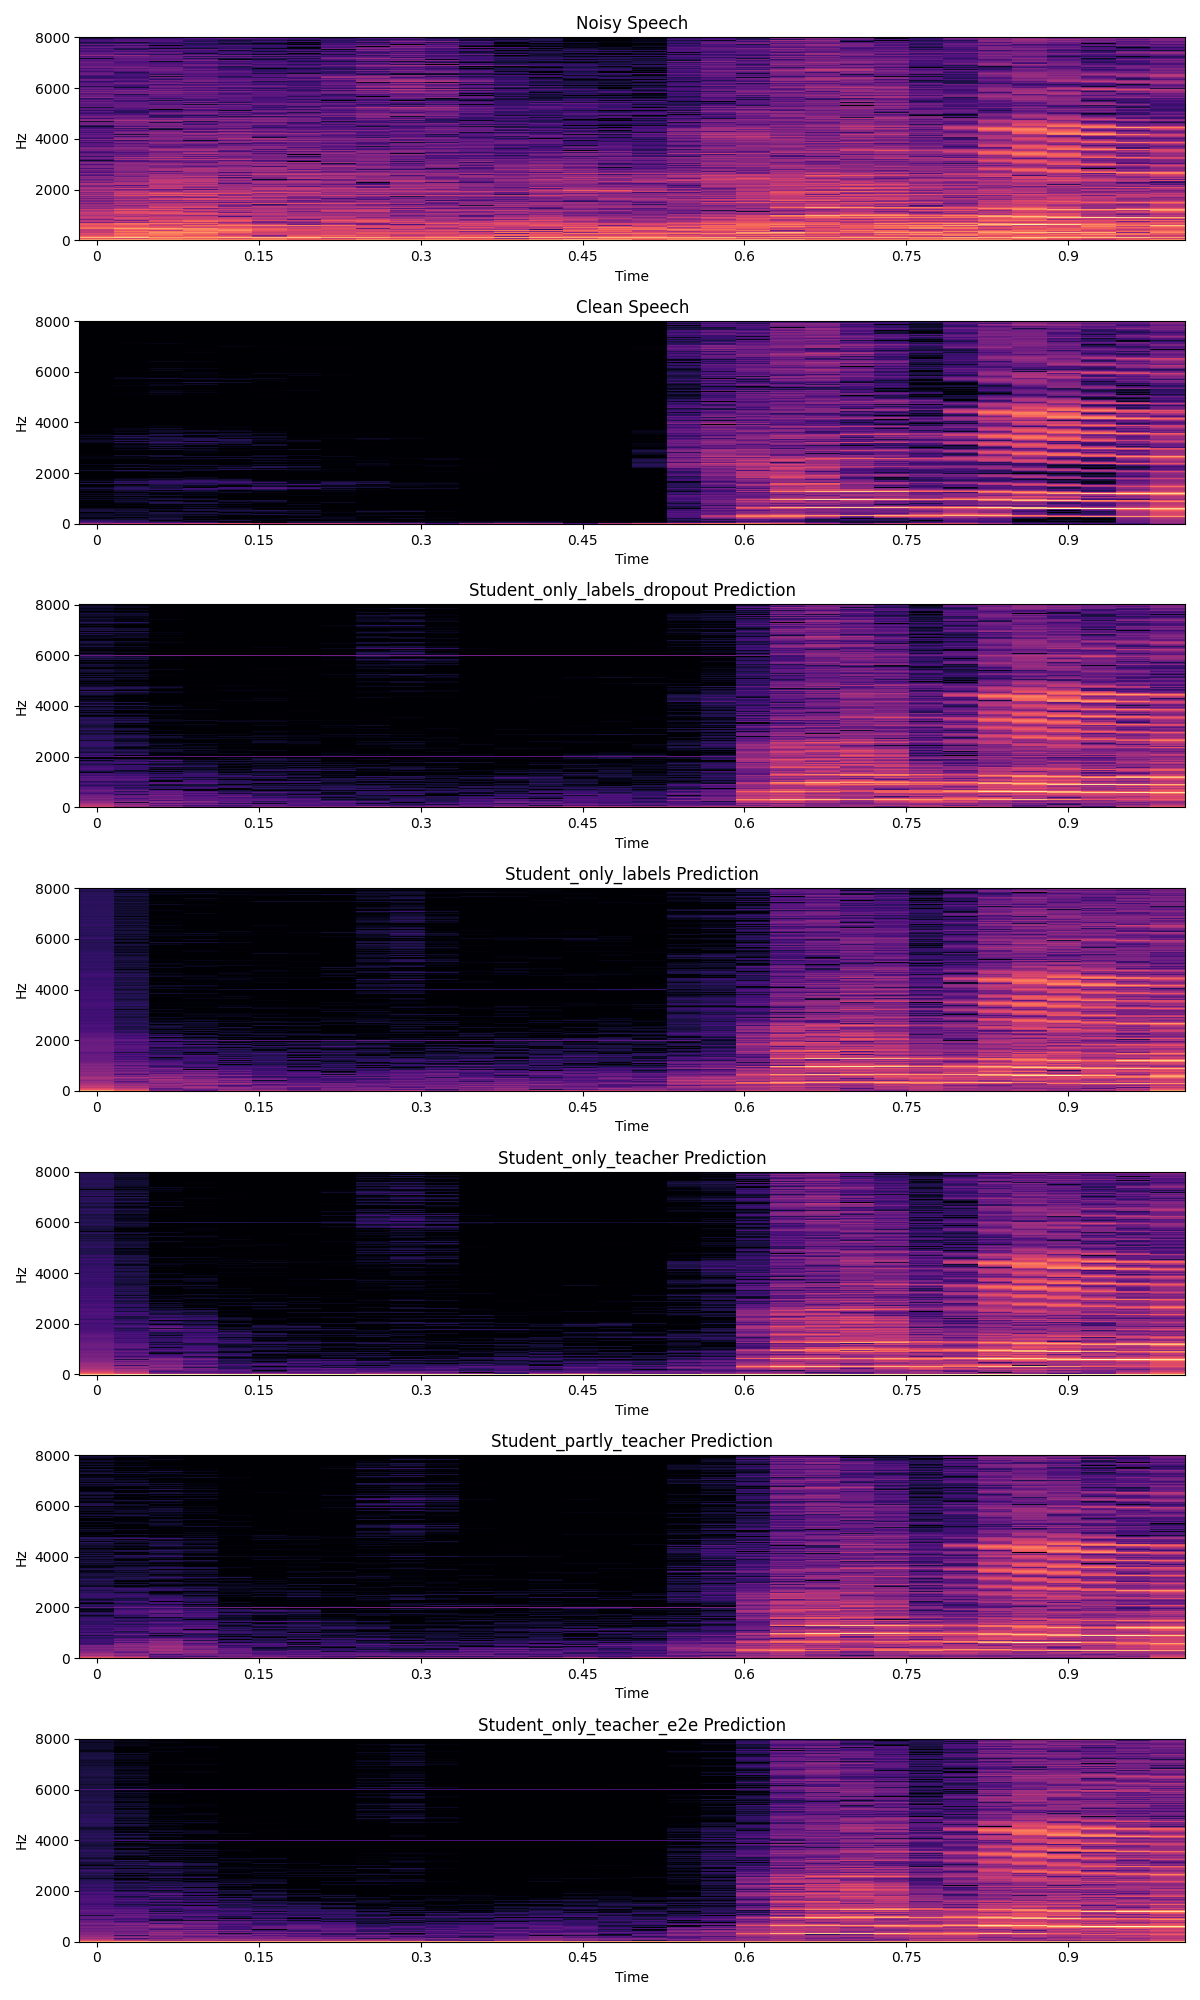 Noisy Speech
8000
6000
4000
2000
0
Hz
0 0.15 0.3 0.45 0.6 0.75 0.9
Time
Clean Speech
8000
6000
4000
2000
0
Hz
0 0.15 0.3 0.45 0.6 0.75 0.9
Time
Student_only_labels_dropout Prediction
8000
6000
4000
2000
0
Hz
0 0.15 0.3 0.45 0.6 0.75 0.9
Time
Student_only_labels Prediction
8000
6000
4000
2000
0
Hz
0 0.15 0.3 0.45 0.6 0.75 0.9
Time
Student_only_teacher Prediction
8000
6000
4000
2000
0
Hz
0 0.15 0.3 0.45 0.6 0.75 0.9
Time
Student_partly_teacher Prediction
8000
6000
4000
2000
0
Hz
0 0.15 0.3 0.45 0.6 0.75 0.9
Time
Student_only_teacher_e2e Prediction
8000
6000
4000
2000
0
Hz
0 0.15 0.3 0.45 0.6 0.75 0.9
Time